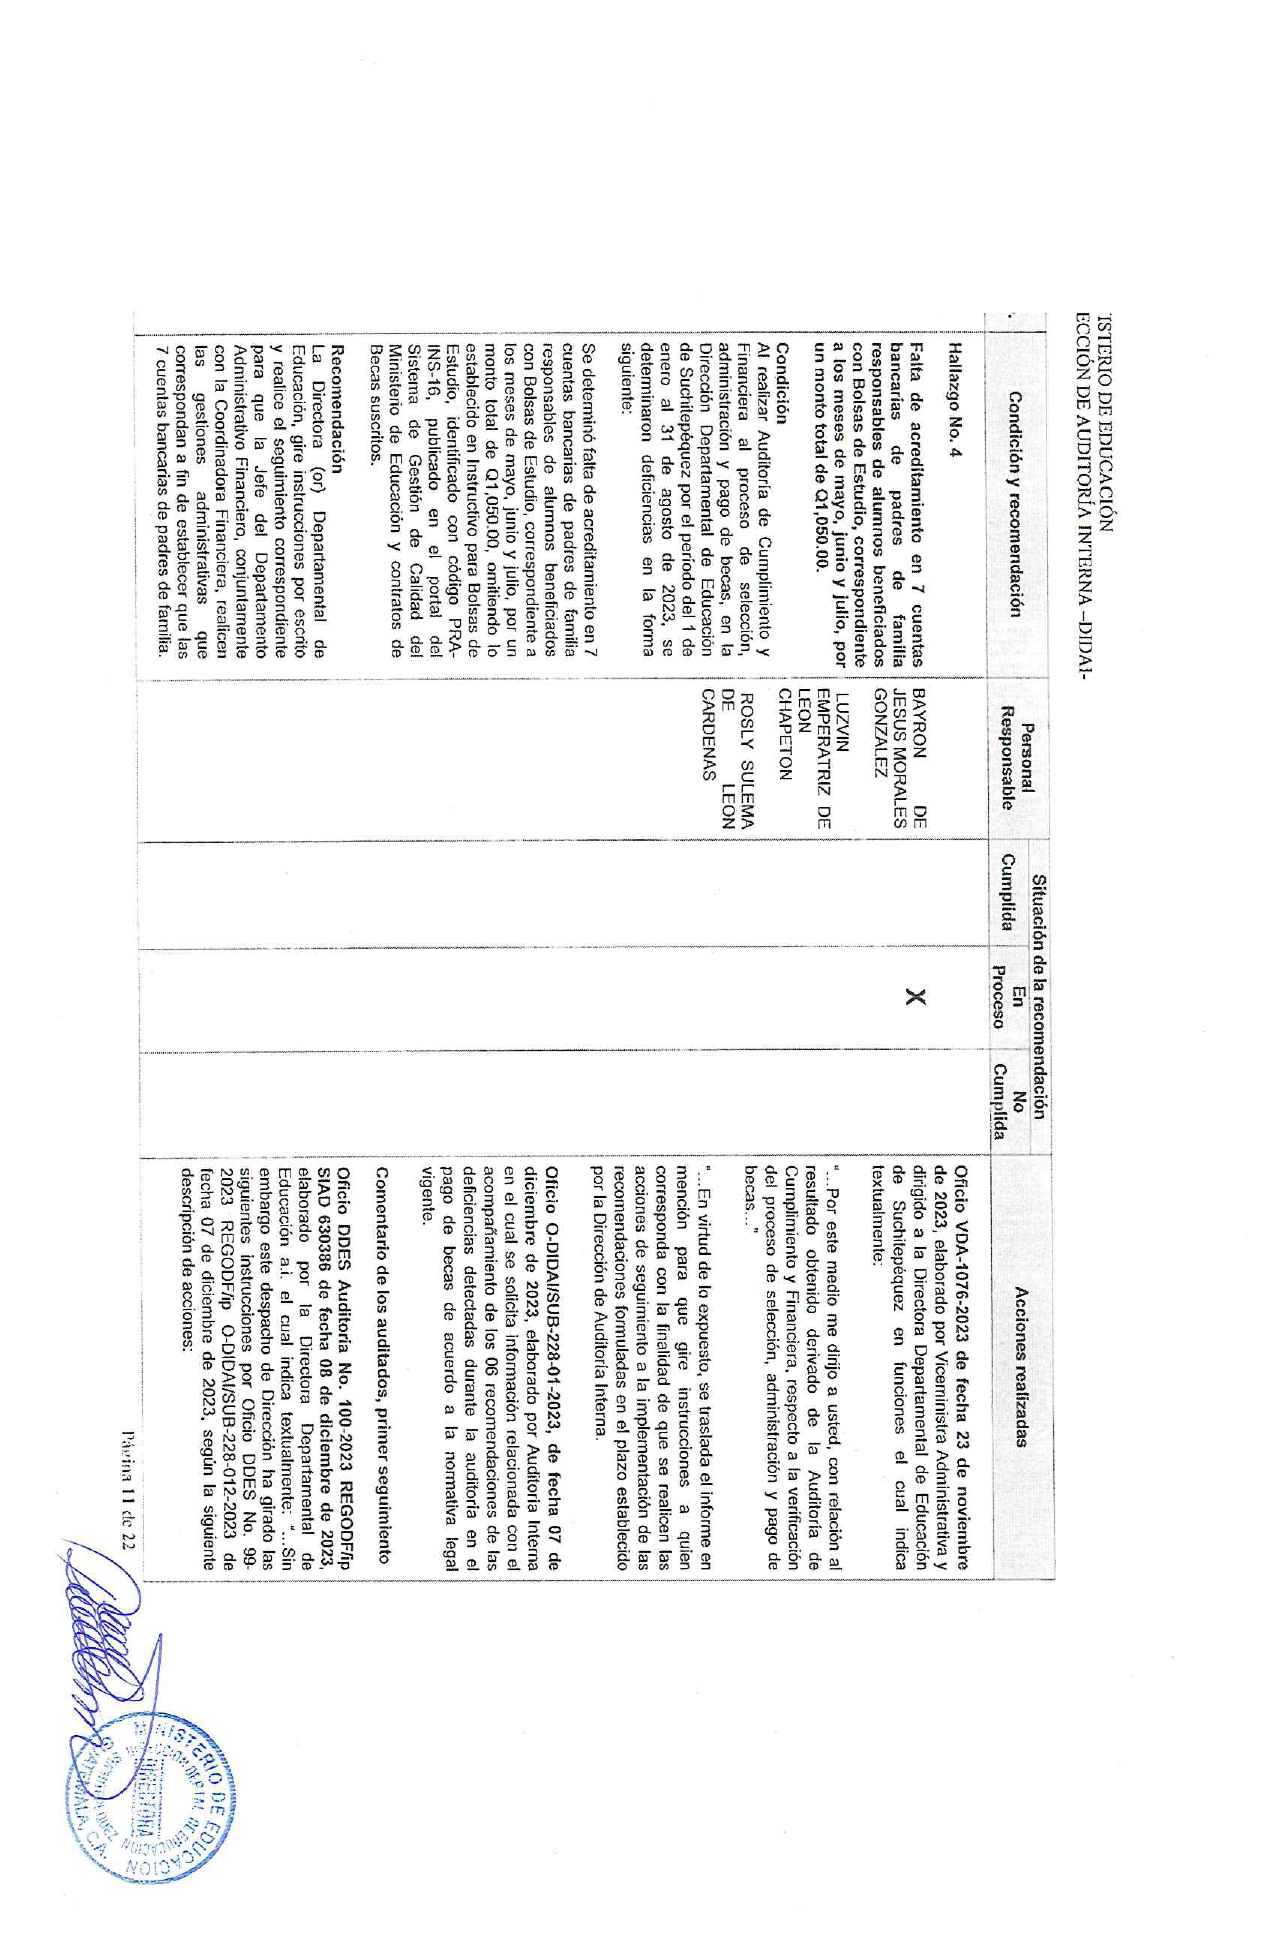 ISTERIO DE EDUCACIÓN
ECCIÓN DE AUDITORÍA INTERNA –DIDAI-
Condición y recomendación
Personal
Responsable
Situación de la recomendación
Cumplida
En
Proceso
No
Cumplida
Acciones realizadas
Hallazgo No. 4
Falta de acreditamiento en 7 cuentas
bancarias de padres de familia
responsables de alumnos beneficiados
con Bolsas de Estudio, correspondiente
a los meses de mayo, junio y julio, por
un monto total de Q1,050.00.
Condición
Al realizar Auditoría de Cumplimiento y
Financiera al proceso de selección,
administración y pago de becas, en la
Dirección Departamental de Educación
de Suchitepéquez por el período del 1 de
enero al 31 de agosto de 2023, se
determinaron deficiencias en la forma
siguiente:
Se determinó falta de acreditamiento en 7
cuentas bancarias de padres de familia
responsables de alumnos beneficiados
con Bolsas de Estudio, correspondiente a
los meses de mayo, junio y julio, por un
monto total de Q1,050.00, omitiendo lo
establecido en Instructivo para Bolsas de
Estudio, identificado con código PRA-
INS-16, publicado en el portal del
Sistema de Gestión de Calidad del
Ministerio de Educación y contratos de
Becas suscritos.
Recomendación
La Directora (or) Departamental de
Educación, gire instrucciones por escrito
y realice el seguimiento correspondiente
para que la Jefe del Departamento
Administrativo Financiero, conjuntamente
con la Coordinadora Financiera, realicen
las gestiones administrativas que
correspondan a fin de establecer que las
7 cuentas bancarias de padres de familia.
BAYRON DE
JESUS MORALES
GONZALEZ
LUZVIN
EMPERATRIZ DE
LEON
CHAPETON
ROSLY SULEMA
DE LEON
CARDENAS
X
Oficio VDA-1076-2023 de fecha 23 de noviembre
de 2023, elaborado por Viceministra Administrativa y
dirigido a la Directora Departamental de Educación
de Suchitepéquez en funciones el cual indica
textualmente:
“...Por este medio me dirijo a usted, con relación al
resultado obtenido derivado de la Auditoría de
Cumplimiento y Financiera, respecto a la verificación
del proceso de selección, administración y pago de
becas...”
“...En virtud de lo expuesto, se traslada el informe en
mención para que gire instrucciones a quien
corresponda con la finalidad de que se realicen las
acciones de seguimiento a la implementación de las
recomendaciones formuladas en el plazo establecido
por la Dirección de Auditoría Interna.
Oficio O-DIDAI/SUB-228-01-2023, de fecha 07 de
diciembre de 2023, elaborado por Auditoría Interna
en el cual se solicita información relacionada con el
acompañamiento de los 06 recomendaciones de las
deficiencias detectadas durante la auditoría en el
pago de becas de acuerdo a la normativa legal
vigente.
Comentario de los auditados, primer seguimiento
Oficio DDES Auditoría No. 100-2023 REGODF/ip
SIAD 630386 de fecha 08 de diciembre de 2023,
elaborado por la Directora Departamental de
Educación a.i. el cual indica textualmente: “...Sin
embargo este despacho de Dirección ha girado las
siguientes instrucciones por Oficio DDES No. 99-
2023 REGODF/ip O-DIDAI/SUB-228-012-2023 de
fecha 07 de diciembre de 2023, según la siguiente
descripción de acciones:
Página 11 de 22
MINISTERIO DE EDUCACION
DIRECCION DEPTAL. DE EDUCACION
DIRECTORA
GUATEMALA, C.A.